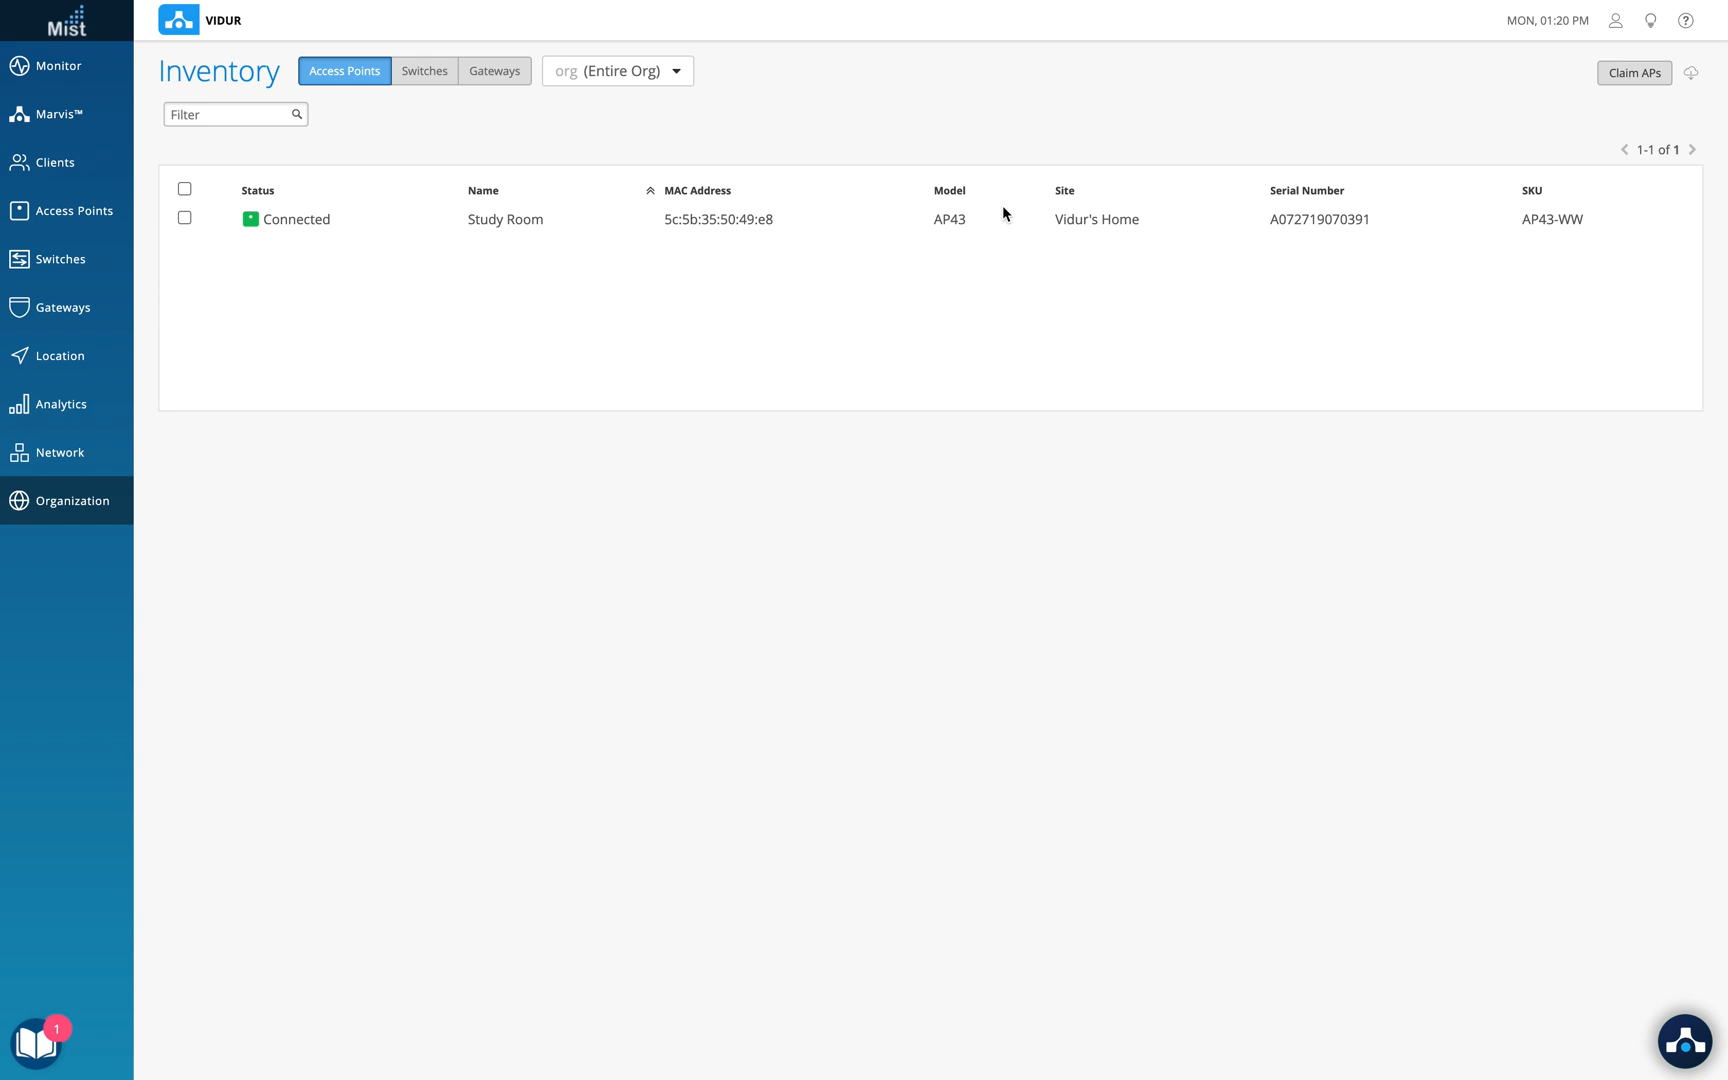 Mist
VIDUR
MON, 01:20 PM
Monitor
Marvis™
Clients
Access Points
Switches
Gateways
Location
Analytics
Network
Organization
1
Inventory
Access Points Switches Gateways
org (Entire Org)
Claim APs
Filter
1-1 of 1
Status Name MAC Address Model Site Serial Number SKU
Connected Study Room 5c:5b:35:50:49:e8 AP43 Vidur's Home A072719070391 AP43-WW